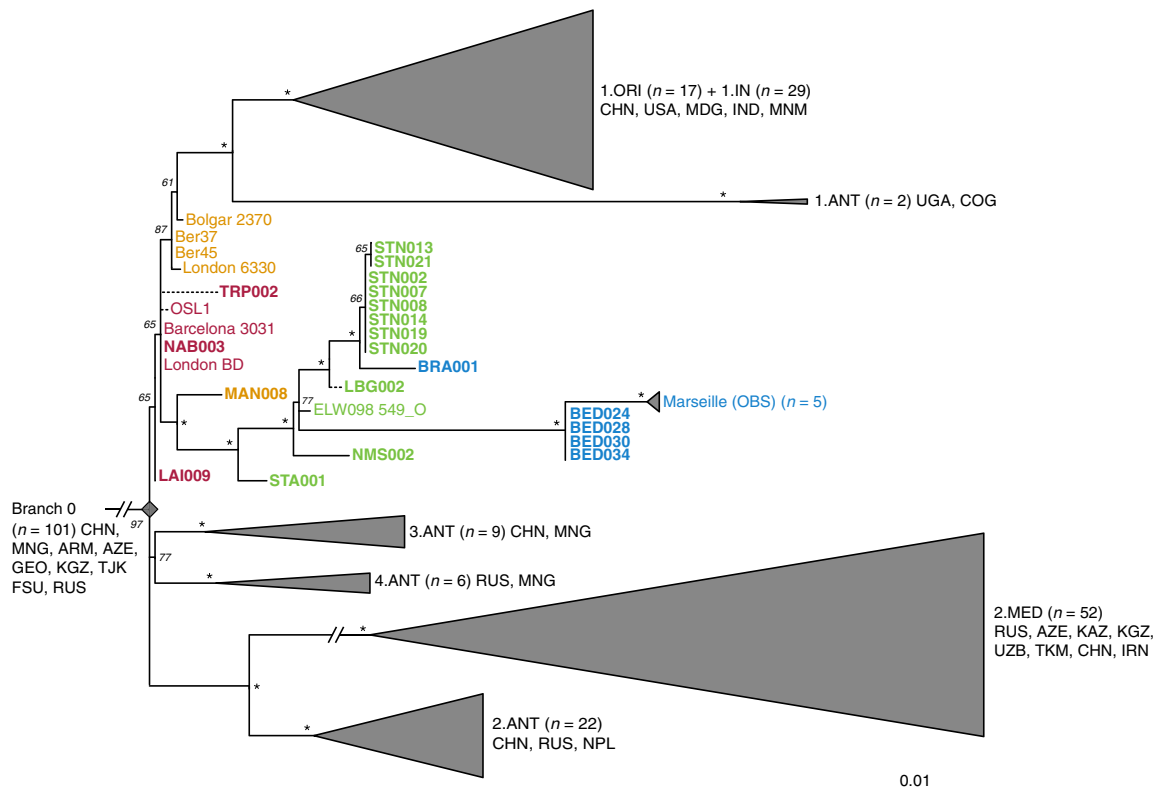 *
1.ORI (n = 17) + 1.IN (n = 29)
CHN, USA, MDG, IND, MNM
*
61
*
1.ANT (n = 2) UGA, COG
Bolgar 2370
87
Ber37
Ber45
London 6330
TRP002
OSL1
65
Barcelona 3031
NAB003
London BD
65
STN013
STN021
STN002
STN007
66
STN008
STN014
STN019
STN020
*
*
BRA001
LBG002
65
MAN008
77
ELW098 549_O
*
Marseille (OBS) (n = 5)
*
*
*
*
BED024
BED028
BED030
BED034
NMS002
LAI009
STA001
Branch 0
(n = 101) CHN,
MNG, ARM, AZE,
GEO, KGZ, TJK
FSU, RUS
97
*
3.ANT (n = 9) CHN, MNG
77
*
4.ANT (n = 6) RUS, MNG
*
2.MED (n = 52)
RUS, AZE, KAZ, KGZ,
UZB, TKM, CHN, IRN
*
*
2.ANT (n = 22)
CHN, RUS, NPL
0.01